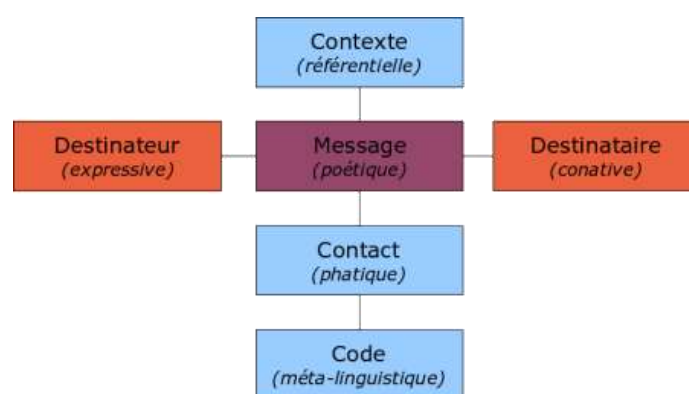 Contexte
(référentielle)
Destinateur
(expressive)
Message
(poétique)
Destinataire
(conative)
Contact
(phatique)
Code
(méta-linguistique)